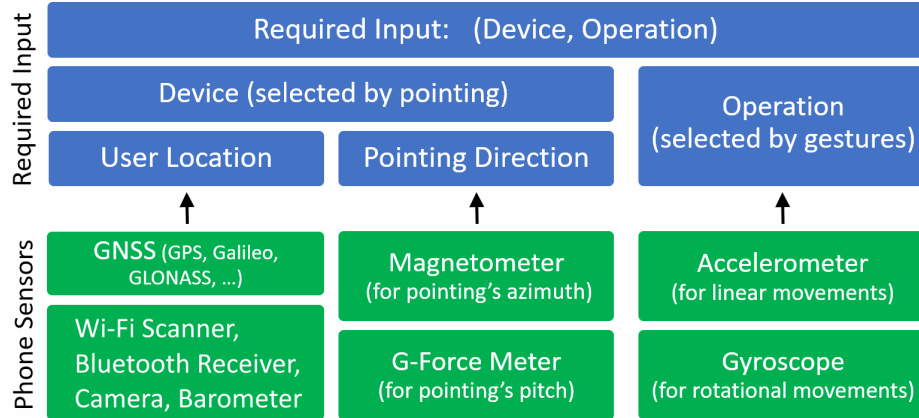 Required Input
Required Input:   (Device, Operation)
Device (selected by pointing)
Operation
(selected by gestures)
User Location
Pointing Direction
Phone Sensors
GNSS (GPS, Galileo,
GLONASS, ...)
Magnetometer
(for pointing's azimuth)
Accelerometer
(for linear movements)
Wi-Fi Scanner,
Bluetooth Receiver,
Camera, Barometer
G-Force Meter
(for pointing's pitch)
Gyroscope
(for rotational movements)